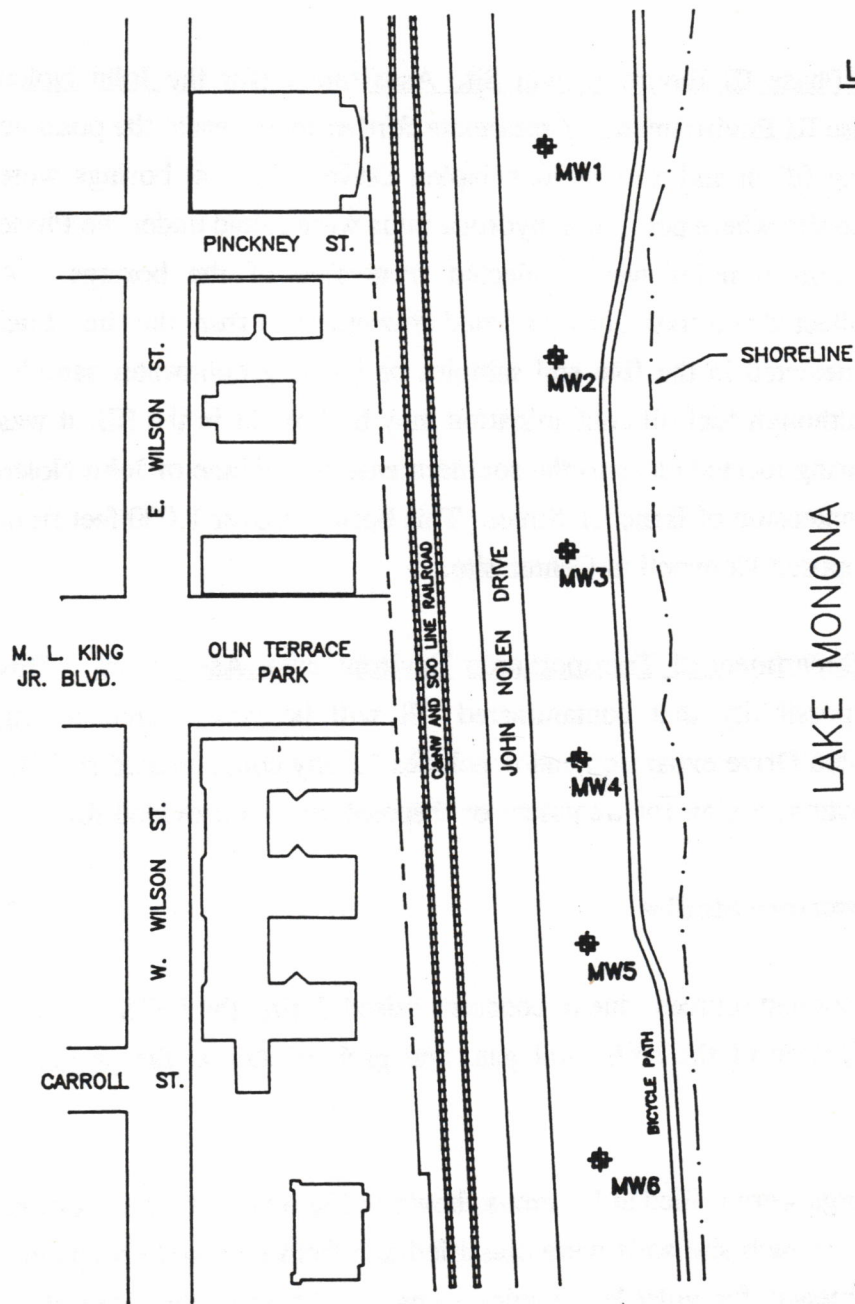 MW1
PINCKNEY ST.
MW2
SHORELINE
E. WILSON ST.
MW3
C&NW AND SOO LINE RAILROAD
JOHN NOLEN DRIVE
LAKE MONONA
M. L. KING
JR. BLVD.
OLIN TERRACE
PARK
MW4
W. WILSON ST.
MW5
CARROLL ST.
BICYCLE PATH
MW6